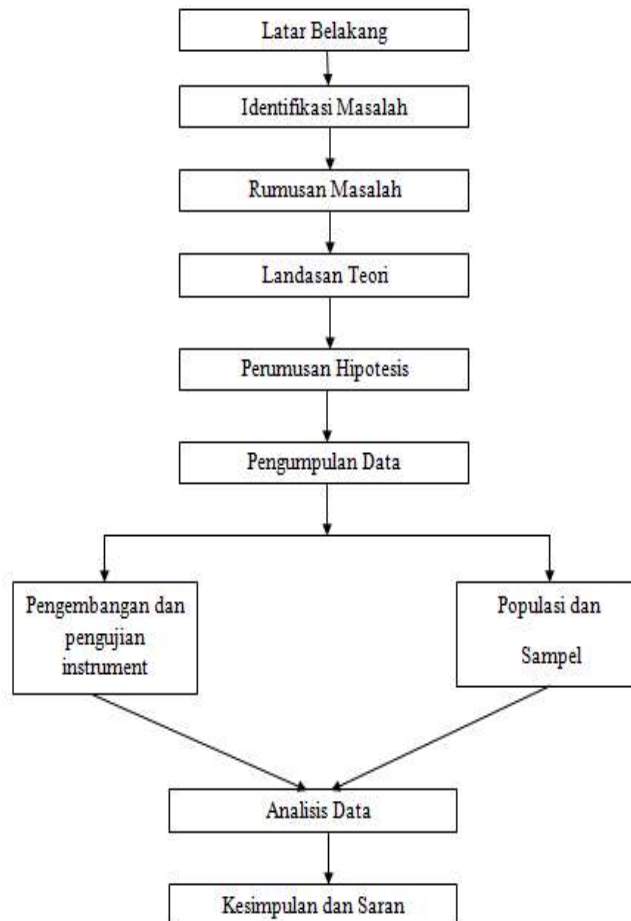 Latar Belakang
Identifikasi Masalah
Rumusan Masalah
Landasan Teori
Perumusan Hipotesis
Pengumpulan Data
Pengembangan dan
pengujian
instrument
Populasi dan
Sampel
Analisis Data
Kesimpulan dan Saran